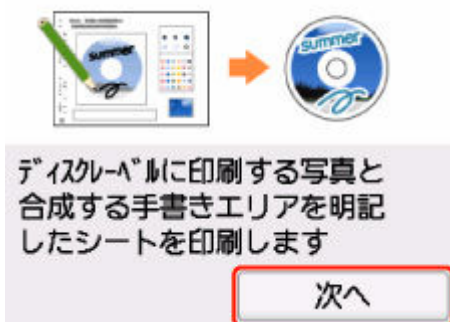 summer
summer
ﾃﾞｨｽｸﾚｰﾍﾞﾙに印刷する写真と
合成する手書きエリアを明記
したシートを印刷します
次へ